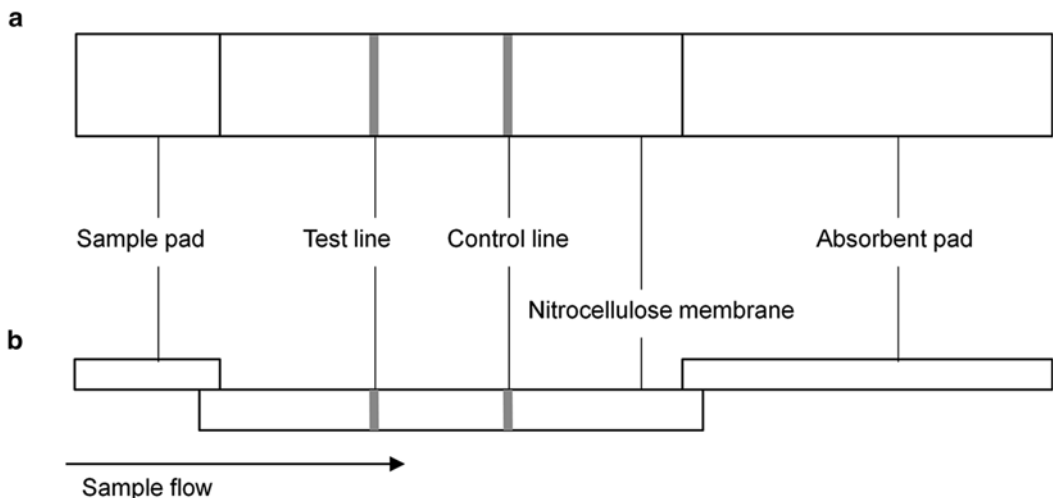 a
Sample pad
Test line
Control line
Absorbent pad
Nitrocellulose membrane
b
Sample flow